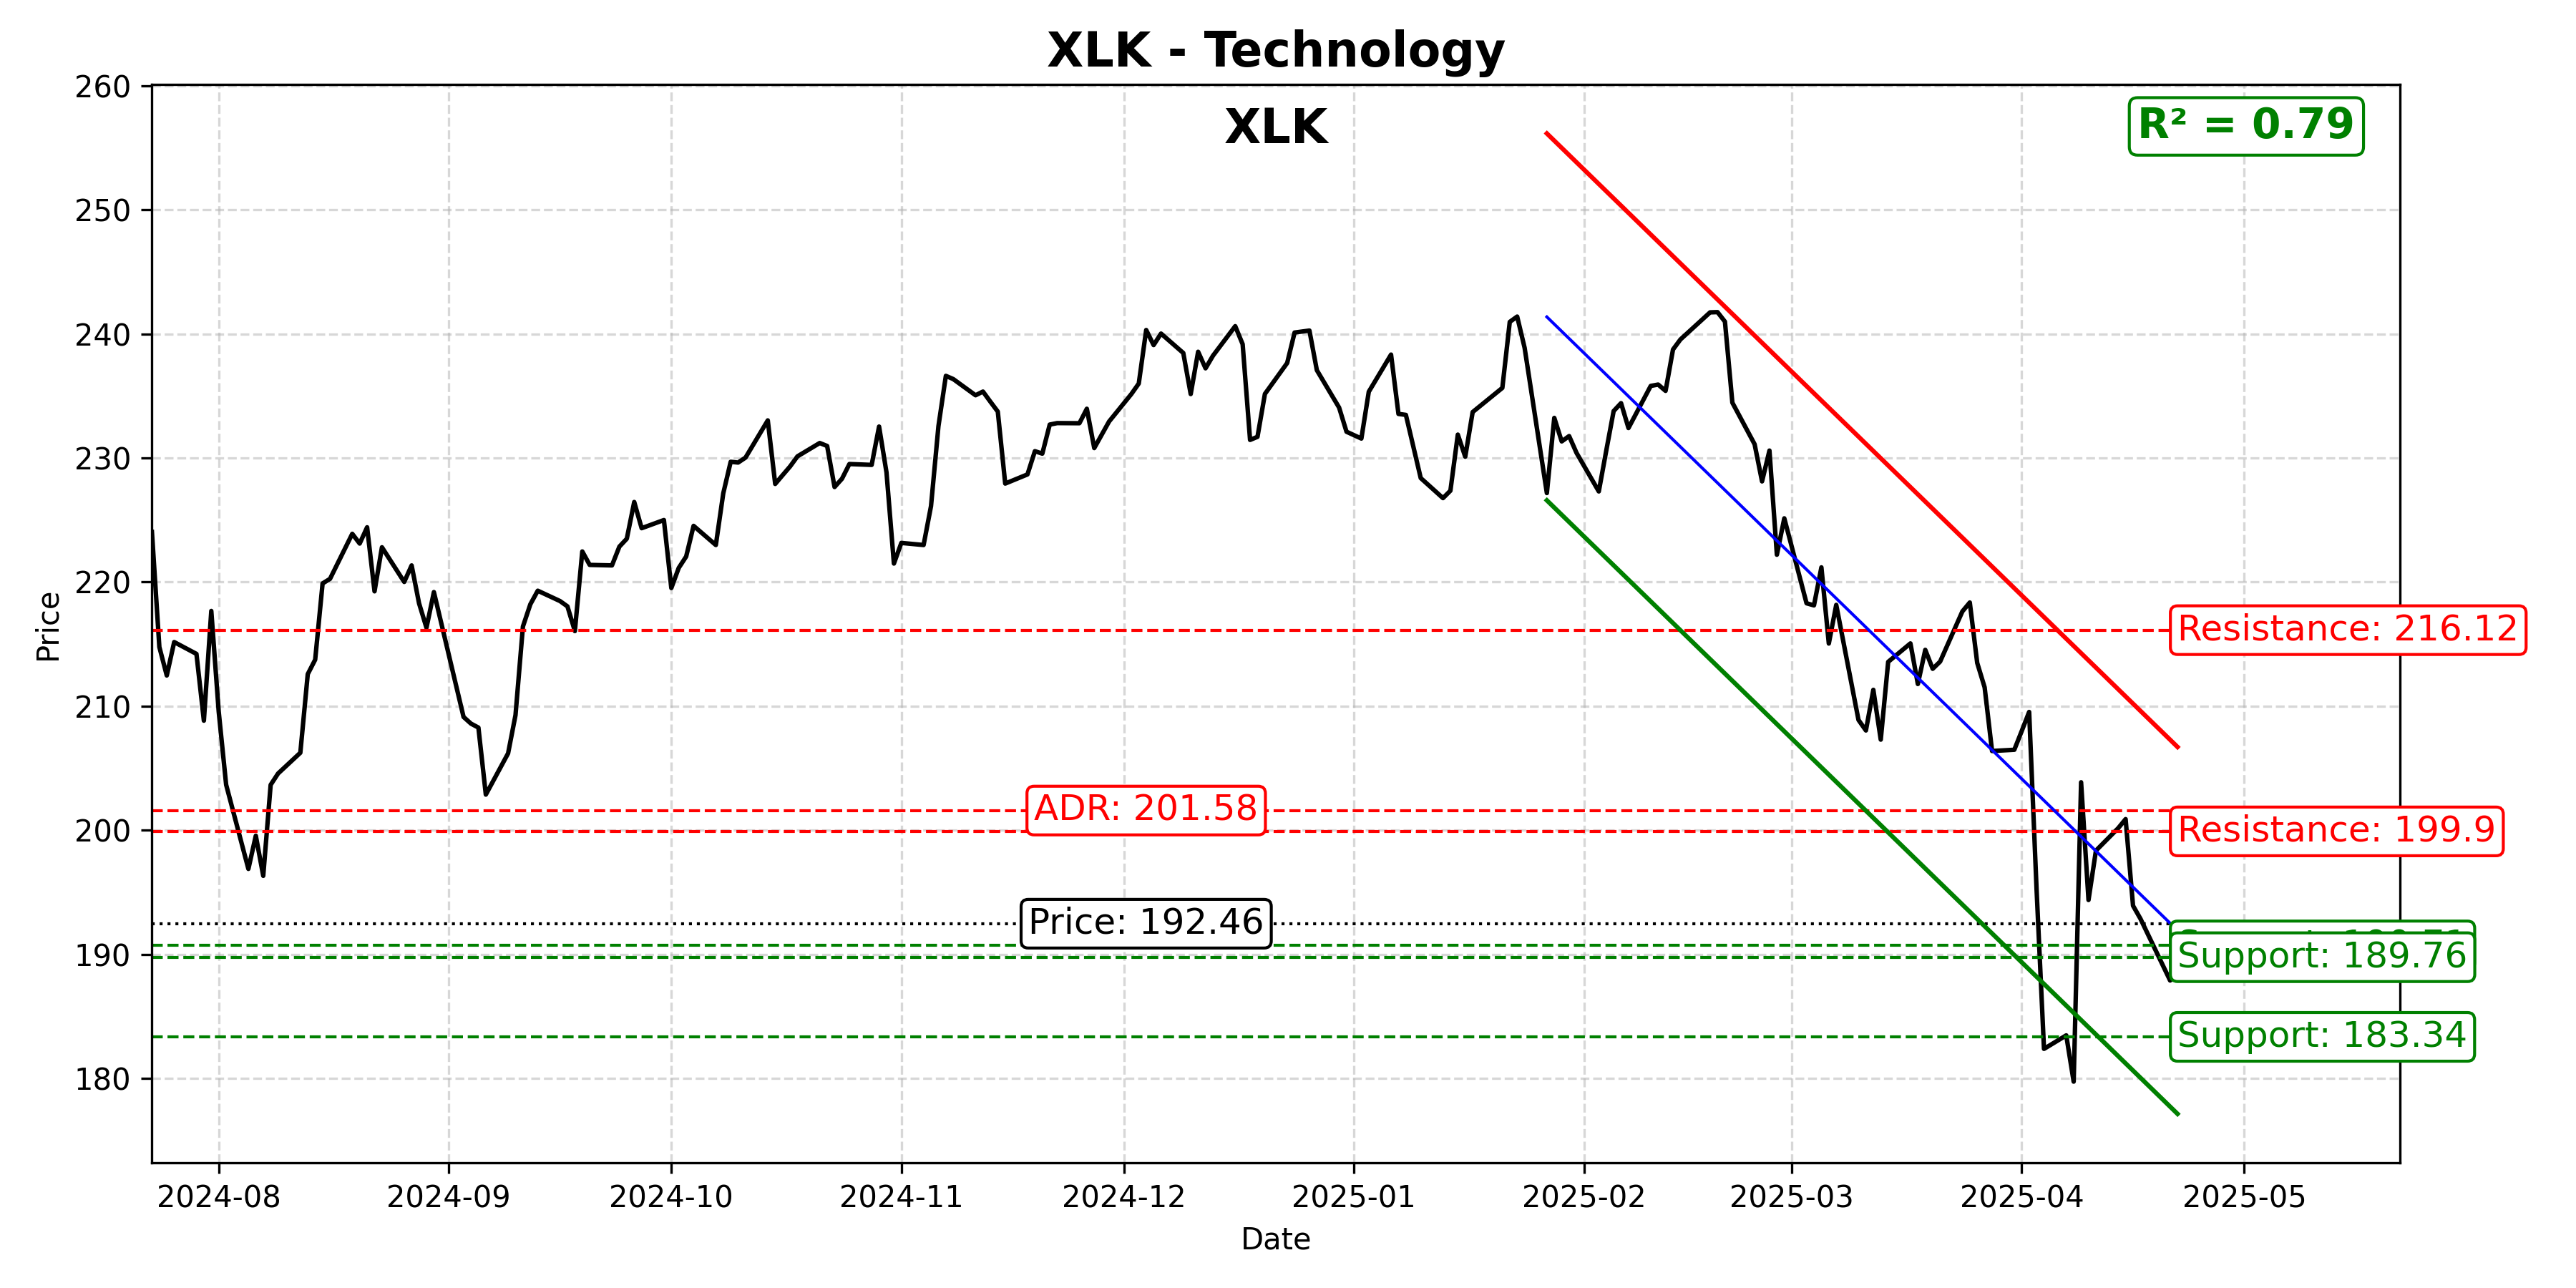 XLK - Technology
XLK
R² = 0.79
260
250
240
230
220
210
200
190
180
Price
Resistance: 216.12
ADR: 201.58
Resistance: 199.9
Price: 192.46
Support: 189.76
Support: 183.34
2024-08 2024-09 2024-10 2024-11 2024-12 2025-01 2025-02 2025-03 2025-04 2025-05
Date